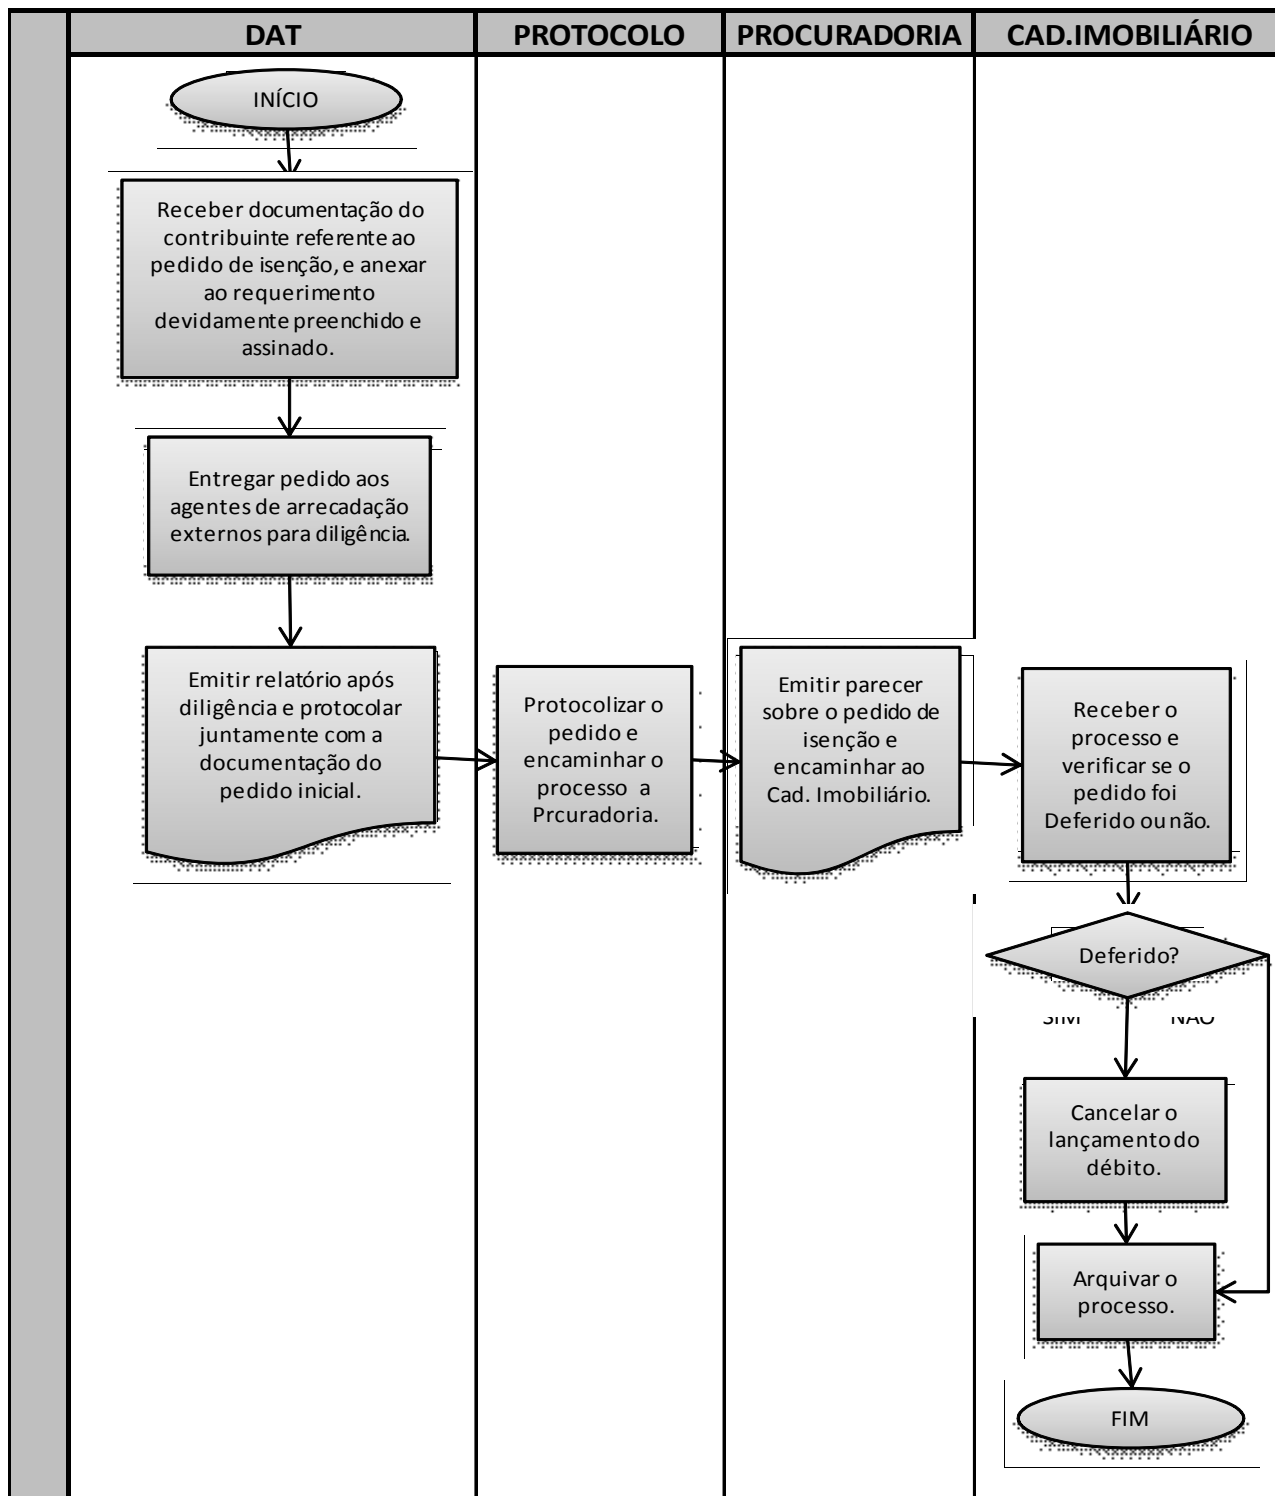 DAT
PROTOCOLO
PROCURADORIA
CAD.IMOBILIÁRIO
INÍCIO
Receber documentação do
contribuinte referente ao
pedido de isenção, e anexar
ao requerimento
devidamente preenchido e
assinado.
Entregar pedido aos
agentes de arrecadação
externos para diligência.
Emitir relatório após
diligência e protocolar
juntamente com a
documentação do
pedido inicial.
Protocolizar o
pedido e
encaminhar o
processo a
Prcuradoria.
Emitir parecer
sobre o pedido de
isenção e
encaminhar ao
Cad. Imobiliário.
Receber o
processo e
verificar se o
pedido foi
Deferido ou não.
Deferido?
SIM NÃO
Cancelar o
lançamento do
débito.
Arquivar o
processo.
FIM